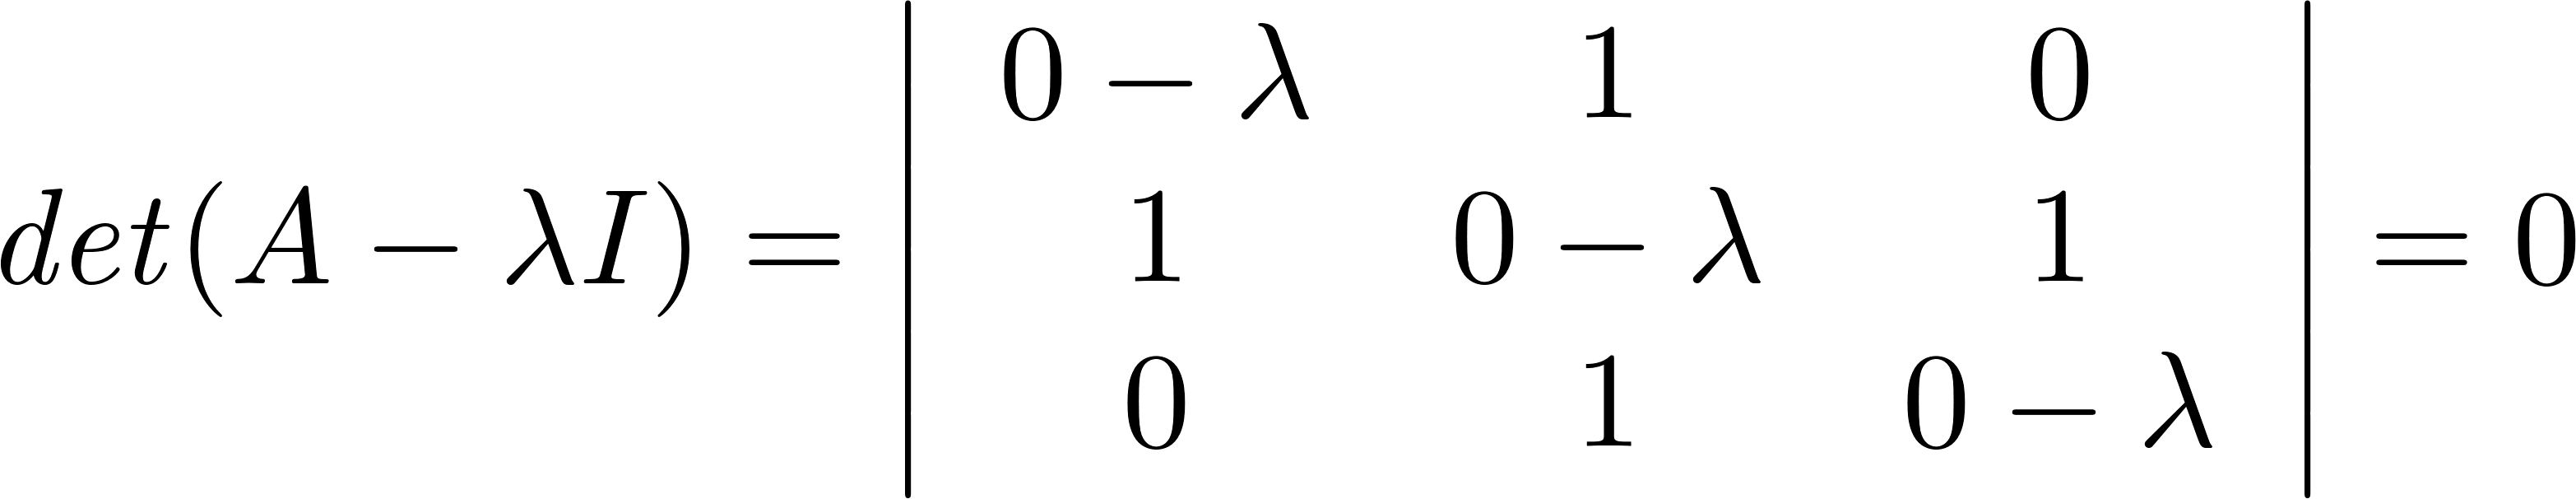 0 − λ 1 0
det(A − λI) = | 1 0 − λ 1 | = 0
0 1 0 − λ